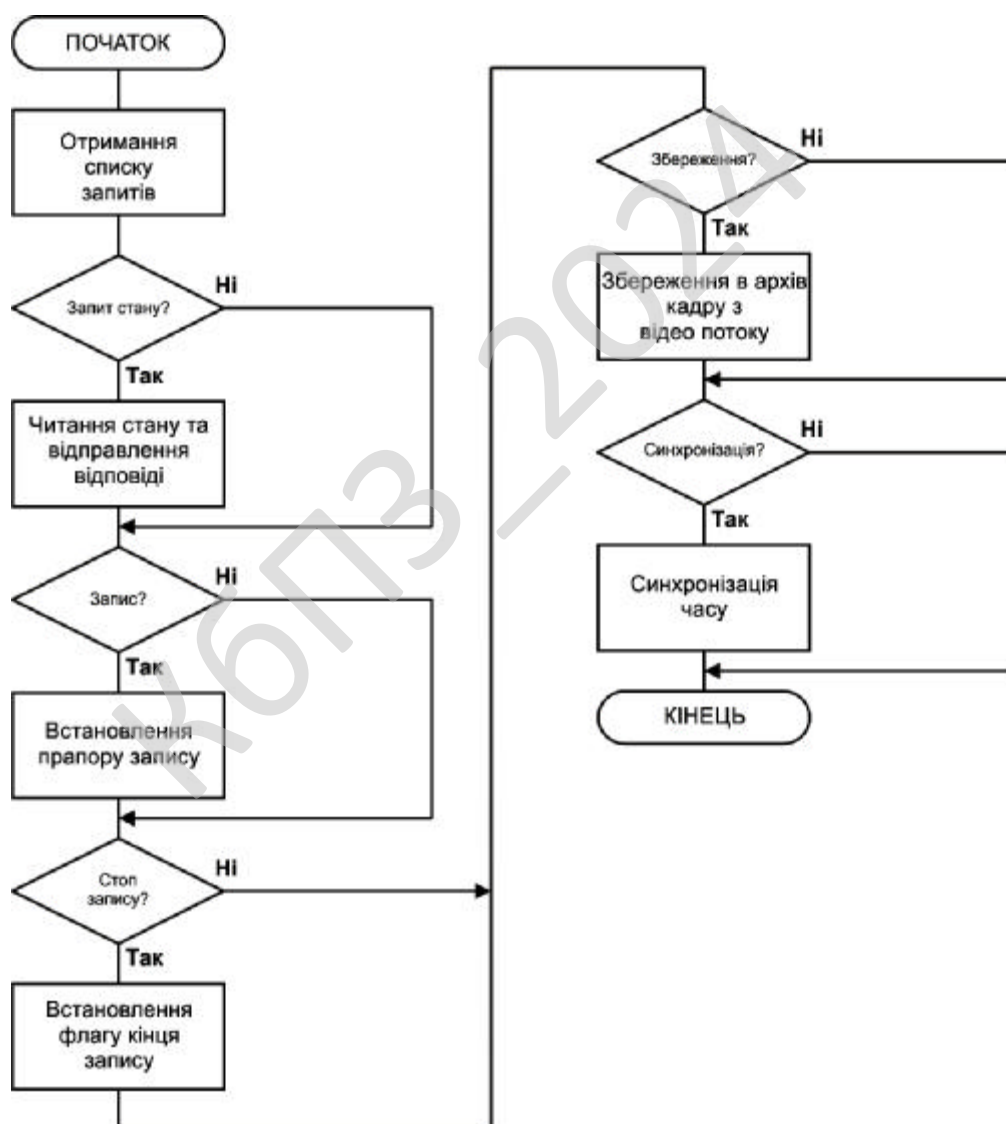 ПОЧАТОК
Отримання
списку
запитів
Запит стану?
Ні
Так
Читання стану та
відправлення
відповіді
Запис?
Ні
Так
Встановлення
прапору запису
Стоп
запису?
Ні
Так
Встановлення
флагу кінця
запису
Збереження?
Ні
Так
Збереження в архів
кадру з
відео потоку
Синхронізація?
Ні
Так
Синхронізація
часу
КІНЕЦЬ
КбПЗ_2024